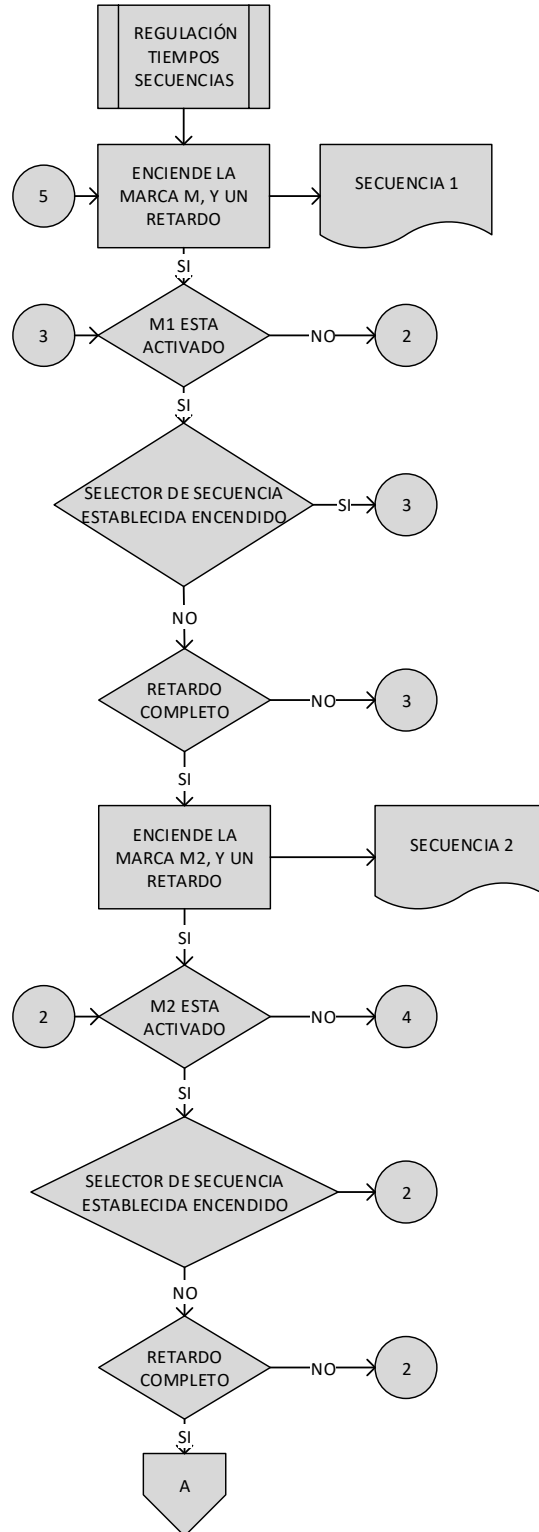 REGULACIÓN
TIEMPOS
SECUENCIAS
5
ENCIENDE LA
MARCA M, Y UN
RETARDO
SECUENCIA 1
SI
3
M1 ESTA
ACTIVADO
NO
2
SI
SELECTOR DE SECUENCIA
ESTABLECIDA ENCENDIDO
SI
3
NO
RETARDO
COMPLETO
NO
3
SI
ENCIENDE LA
MARCA M2, Y UN
RETARDO
SECUENCIA 2
SI
2
M2 ESTA
ACTIVADO
NO
4
SI
SELECTOR DE SECUENCIA
ESTABLECIDA ENCENDIDO
2
NO
RETARDO
COMPLETO
NO
2
SI
A